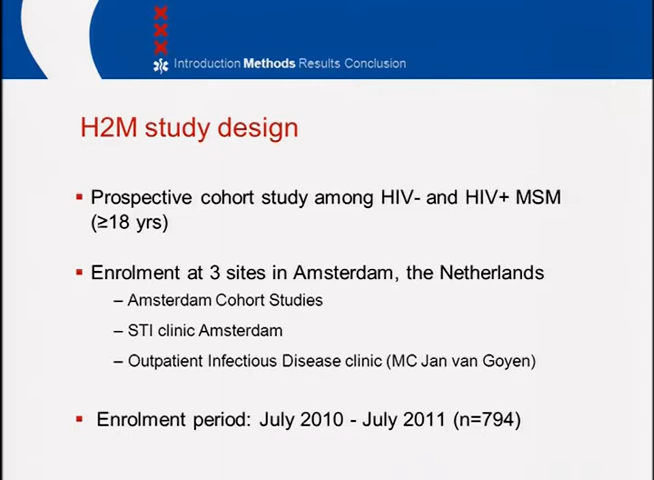 Introduction Methods Results Conclusion
H2M study design
▪ Prospective cohort study among HIV- and HIV+ MSM
(≥18 yrs)
▪ Enrolment at 3 sites in Amsterdam, the Netherlands
– Amsterdam Cohort Studies
– STI clinic Amsterdam
– Outpatient Infectious Disease clinic (MC Jan van Goyen)
▪ Enrolment period: July 2010 - July 2011 (n=794)